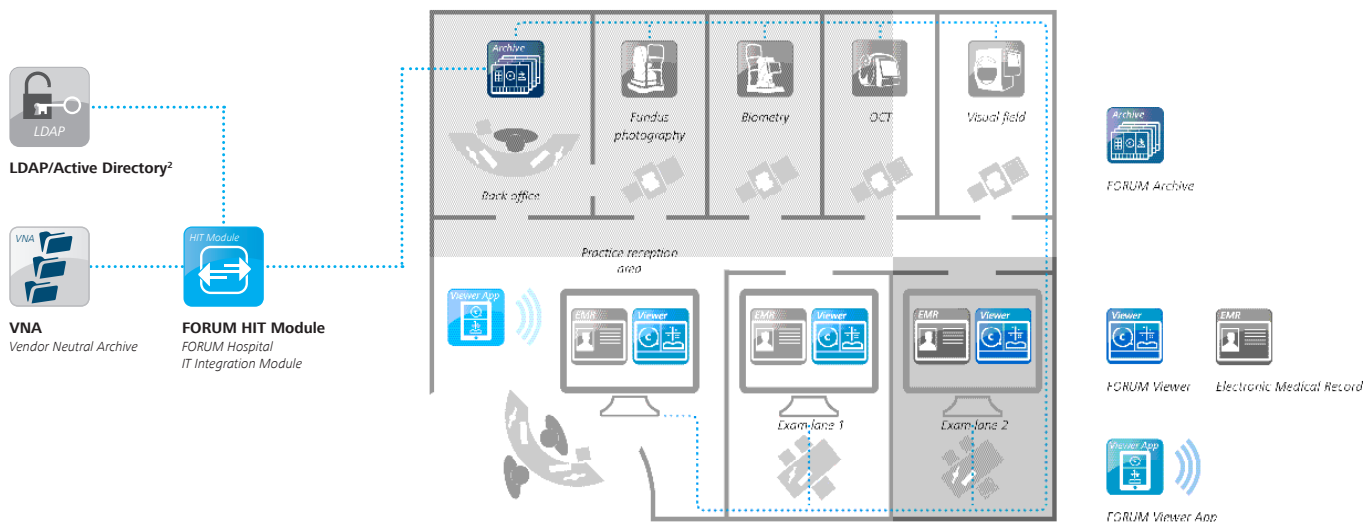 LDAP
LDAP/Active Directory²
VNA
VNA
Vendor Neutral Archive
HIT Module
FORUM HIT Module
FORUM Hospital
IT Integration Module
Archive
Back office
Fundus
photography
Biometry
OCT
Visual field
Practice reception
area
Viewer App
EMR
Viewer
EMR
Viewer
Exam-lane 1
EMR
Viewer
Exam-lane 2
Archive
FORUM Archive
Viewer
FORUM Viewer
EMR
Electronic Medical Record
Viewer App
FORUM Viewer App